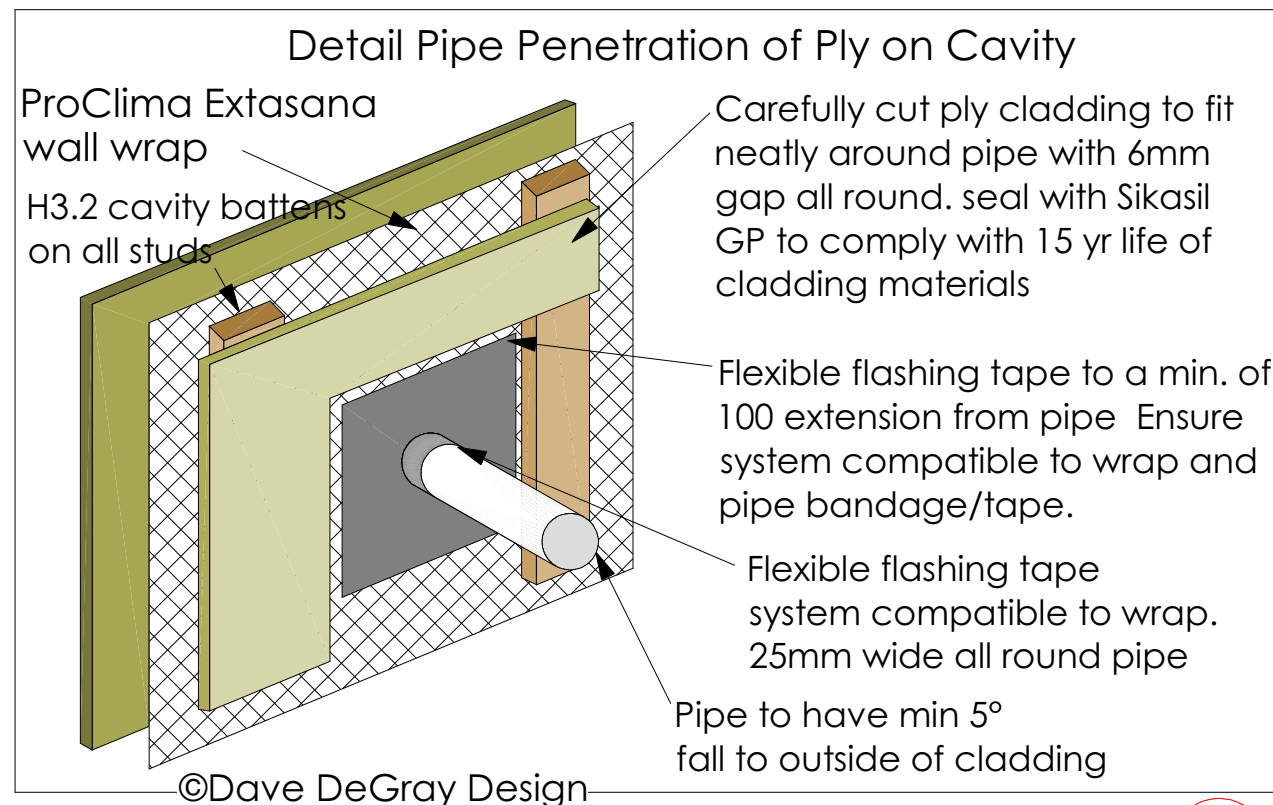 Detail Pipe Penetration of Ply on Cavity
ProClima Extasana
wall wrap
H3.2 cavity battens
on all studs
Carefully cut ply cladding to fit
neatly around pipe with 6mm
gap all round. seal with Sikasil
GP to comply with 15 yr life of
cladding materials
Flexible flashing tape to a min. of
100 extension from pipe Ensure
system compatible to wrap and
pipe bandage/tape.
Flexible flashing tape
system compatible to wrap.
25mm wide all round pipe
Pipe to have min 5°
fall to outside of cladding
©Dave DeGray Design